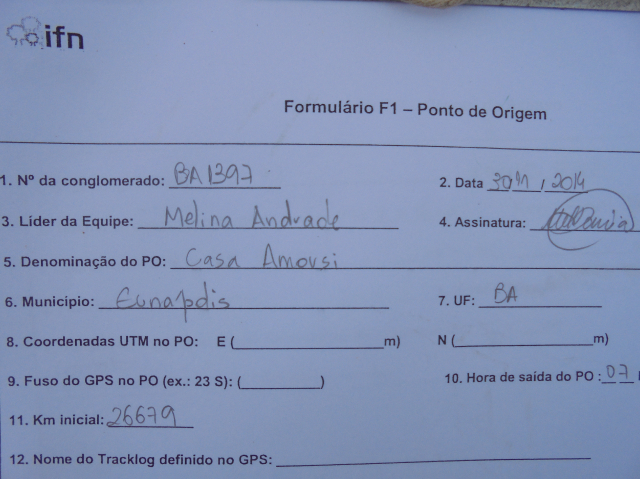 ifn
Formulário F1 – Ponto de Origem
1. Nº da conglomerado: BA1397 2. Data 30/11/2014
3. Líder da Equipe: Melina Andrade 4. Assinatura:
5. Denominação do PO: Casa
6. Municipio: Eunapolis 7. UF: BA
8. Coordenadas UTM no PO: E ( m) N ( m)
9. Fuso do GPS no PO (ex.: 23 S): ( ) 10. Hora de saída do PO : 07
11. Km inicial: 26679
12. Nome do Tracklog definido no GPS: